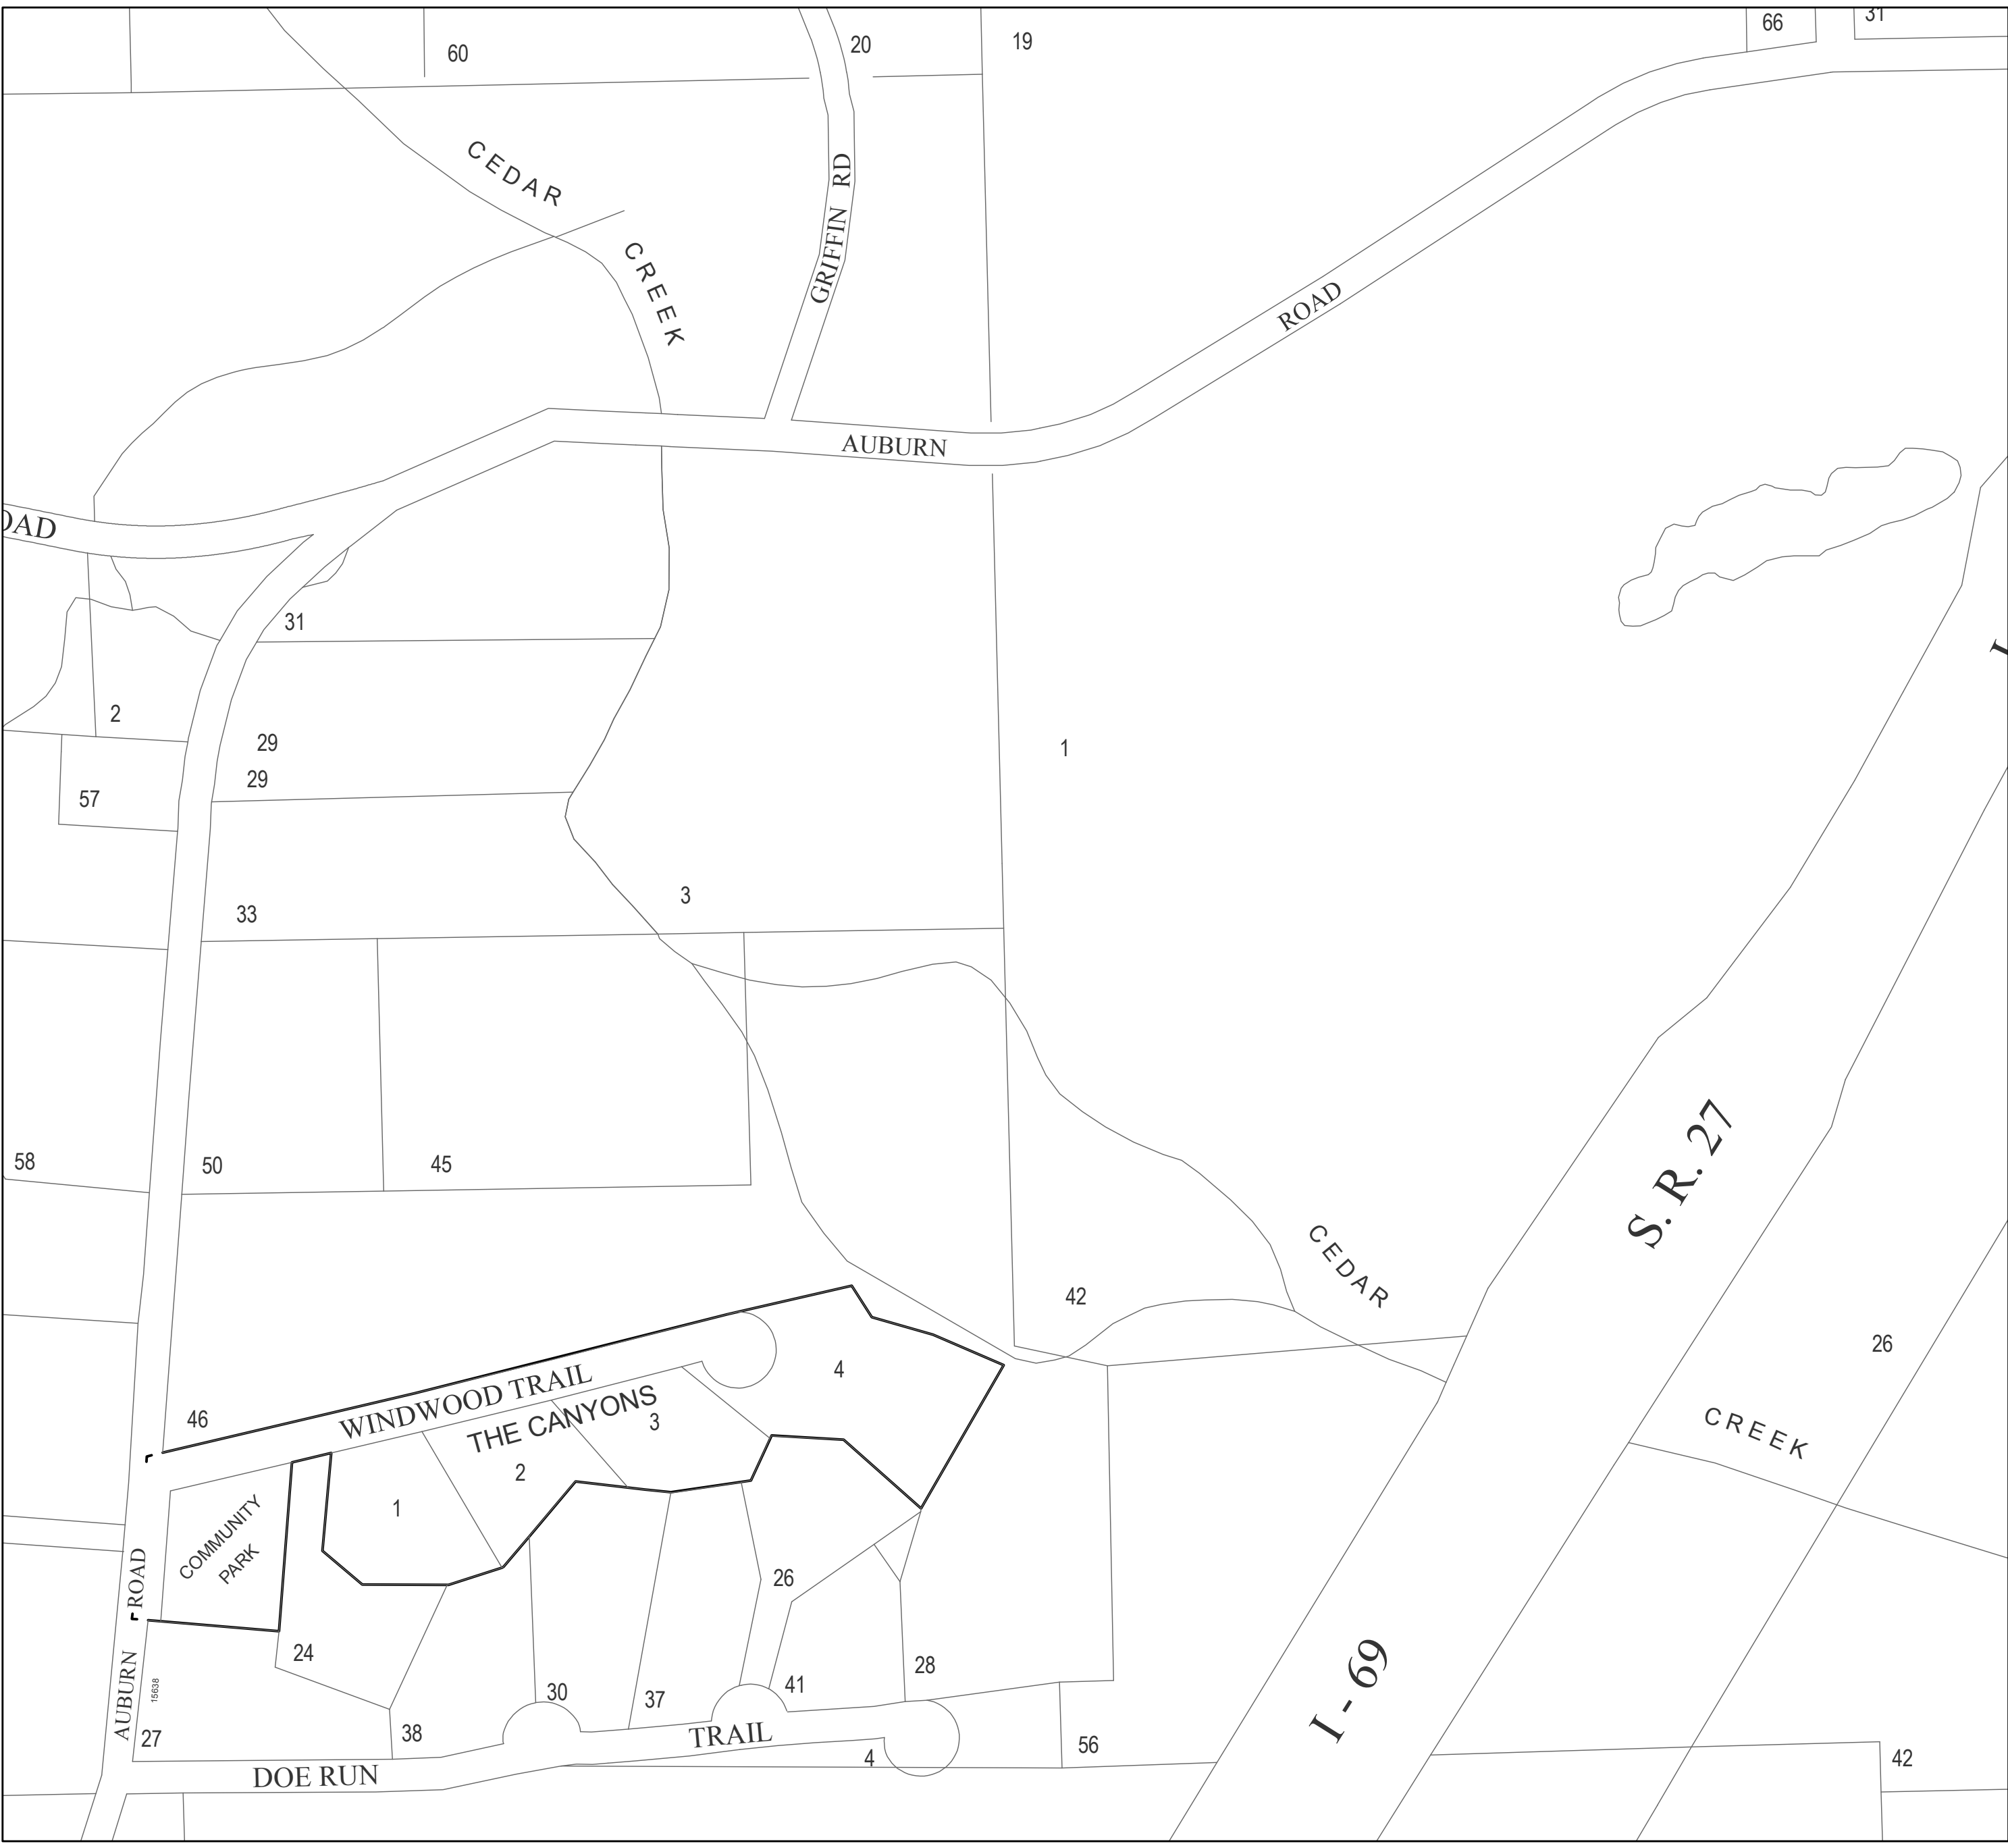 66
31
60
20
19
CEDAR
CREEK
GRIFFIN RD
ROAD
AUBURN
OAD
31
2
29
29
57
1
33
3
58
50
45
S. R. 27
CEDAR
42
26
4
46
WINDWOOD TRAIL
THE CANYONS
3
2
1
CREEK
COMMUNITY
PARK
ROAD
26
24
28
I - 69
AUBURN
15638
30
37
41
27
38
TRAIL
4
56
42
DOE RUN